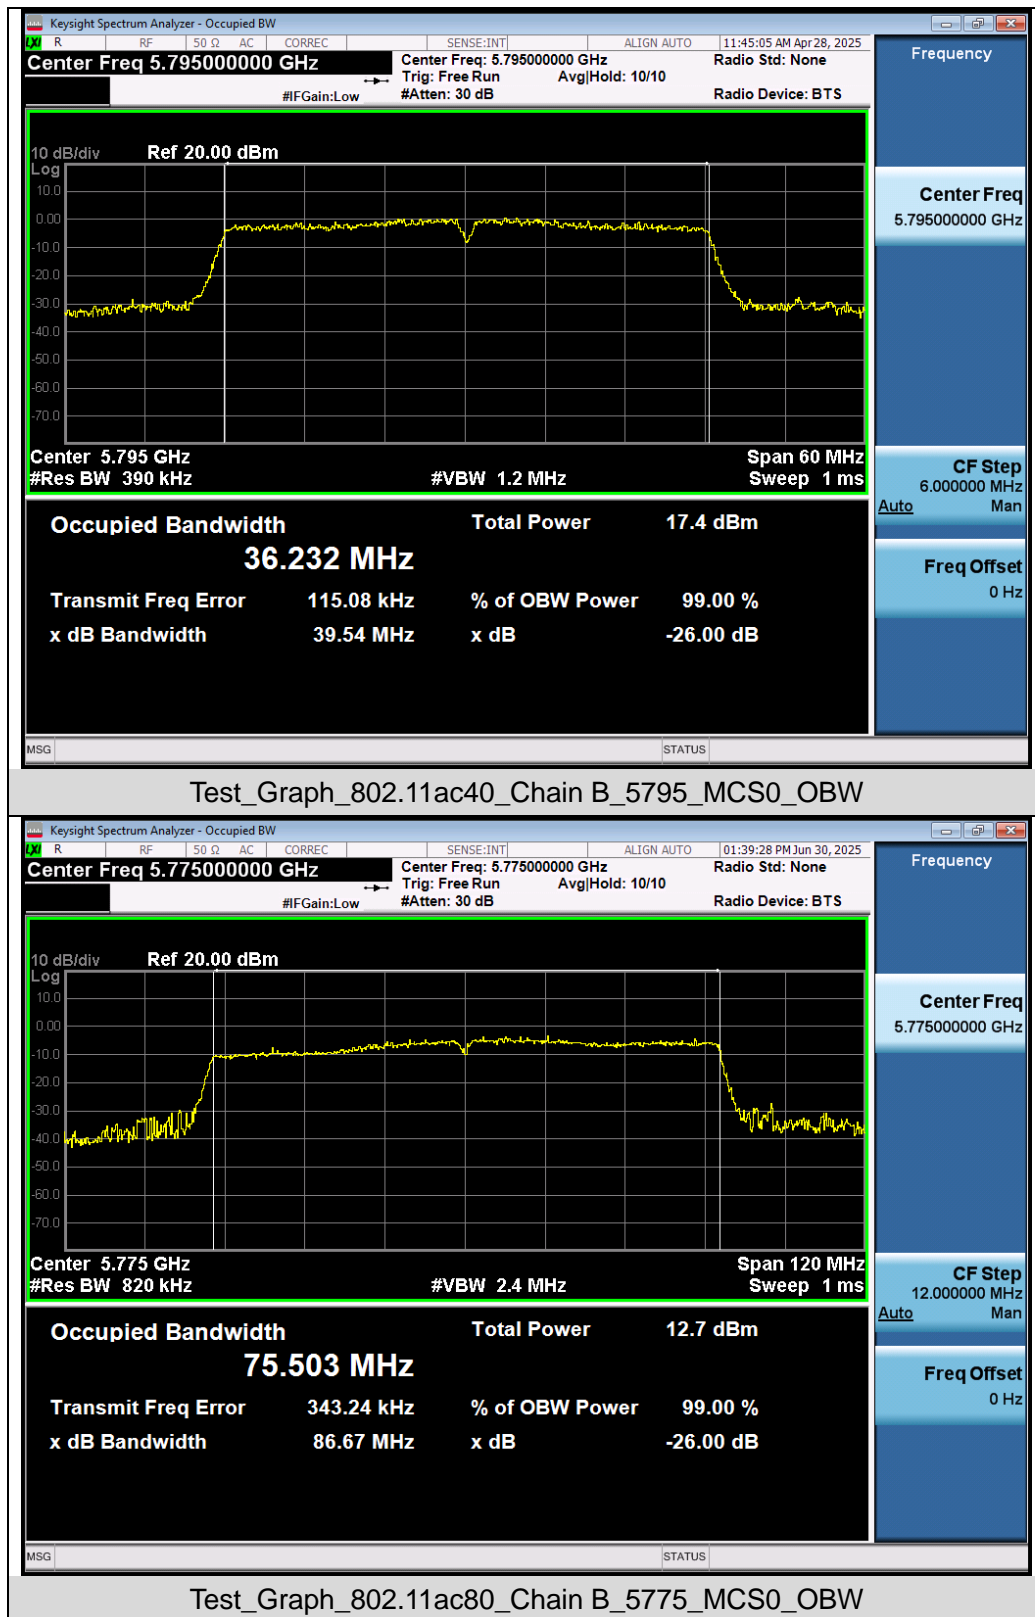 Keysight Spectrum Analyzer - Occupied BW
LXI R RF 50 Ω AC CORREC SENSE:INT ALIGN AUTO 11:45:05 AM Apr 28, 2025
Center Freq 5.795000000 GHz
Center Freq: 5.795000000 GHz
Radio Std: None
Trig: Free Run Avg|Hold: 10/10
#IFGain:Low #Atten: 30 dB Radio Device: BTS
Frequency
10 dB/div Ref 20.00 dBm
Log
10.0
0.00
-10.0
-20.0
-30.0
-40.0
-50.0
-60.0
-70.0
Center Freq
5.795000000 GHz
Center 5.795 GHz Span 60 MHz
#Res BW 390 kHz #VBW 1.2 MHz Sweep 1 ms
CF Step
6.000000 MHz
Auto Man
Occupied Bandwidth Total Power 17.4 dBm
36.232 MHz
Transmit Freq Error 115.08 kHz % of OBW Power 99.00 %
x dB Bandwidth 39.54 MHz x dB -26.00 dB
Freq Offset
0 Hz
MSG STATUS
Test_Graph_802.11ac40_Chain B_5795_MCS0_OBW
Keysight Spectrum Analyzer - Occupied BW
LXI R RF 50 Ω AC CORREC SENSE:INT ALIGN AUTO 01:39:28 PM Jun 30, 2025
Center Freq 5.775000000 GHz
Center Freq: 5.775000000 GHz
Radio Std: None
Trig: Free Run Avg|Hold: 10/10
#IFGain:Low #Atten: 30 dB Radio Device: BTS
Frequency
10 dB/div Ref 20.00 dBm
Log
10.0
0.00
-10.0
-20.0
-30.0
-40.0
-50.0
-60.0
-70.0
Center Freq
5.775000000 GHz
Center 5.775 GHz Span 120 MHz
#Res BW 820 kHz #VBW 2.4 MHz Sweep 1 ms
CF Step
12.000000 MHz
Auto Man
Occupied Bandwidth Total Power 12.7 dBm
75.503 MHz
Transmit Freq Error 343.24 kHz % of OBW Power 99.00 %
x dB Bandwidth 86.67 MHz x dB -26.00 dB
Freq Offset
0 Hz
MSG STATUS
Test_Graph_802.11ac80_Chain B_5775_MCS0_OBW